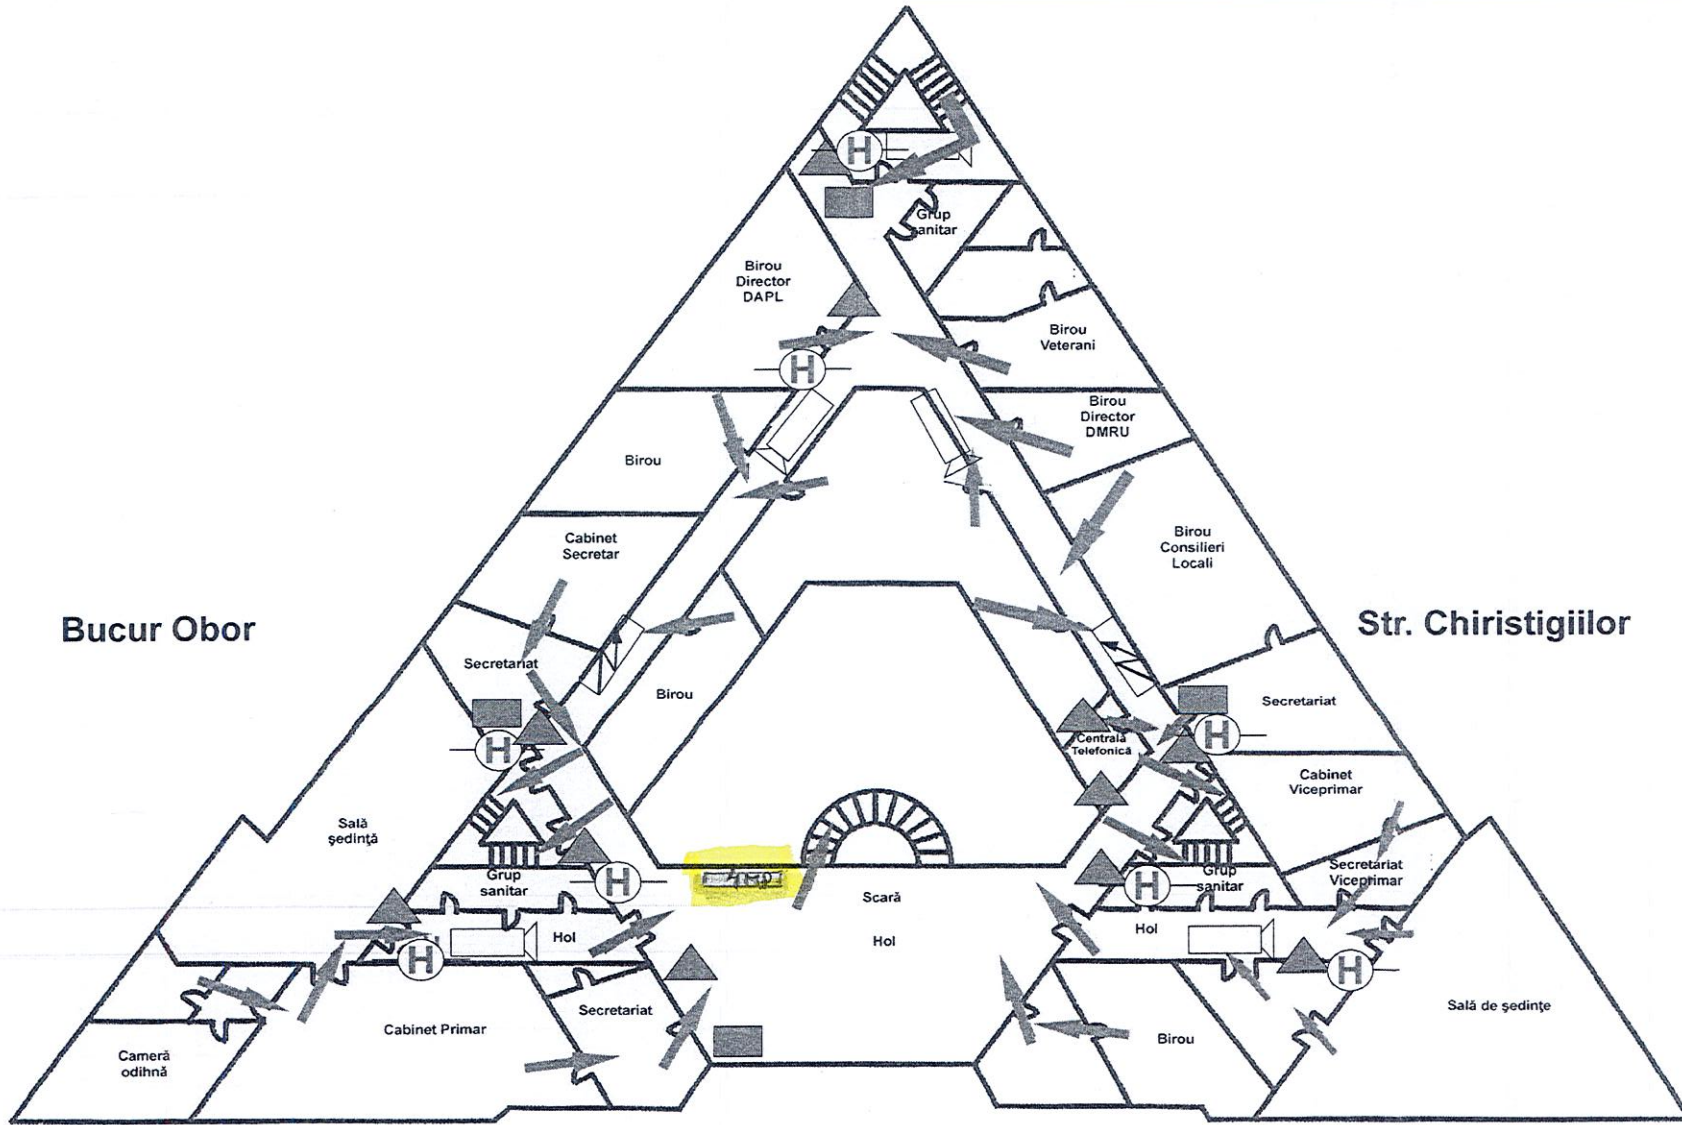 H
Grup
sanitar
Birou
Director
DAPL
Birou
Veterani
H
Birou
Director
DMRU
Birou
Cabinet
Secretar
Birou
Consilieri
Locali
Bucur Obor
Str. Chiristigiilor
Secretariat
Birou
Secretariat
H
Centrală
Telefonică
H
Cabinet
Viceprimar
Sală
şedinţă
Grup
sanitar
H
Scară
H
Grup
sanitar
Secretariat
Viceprimar
Hol
Hol
Hol
H
H
Secretariat
Sală de şedinţe
Cabinet Primar
Birou
Cameră
odihnă